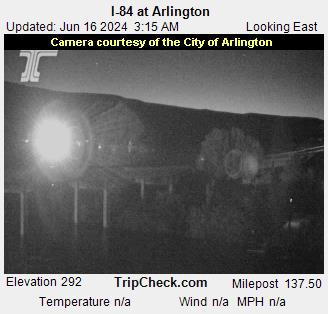 I-84 at Arlington
Updated: Jun 16 2024 3:15 AM Looking East
Camera courtesy of the City of Arlington
Elevation 292 TripCheck.com Milepost 137.50
Temperature n/a Wind n/a MPH n/a